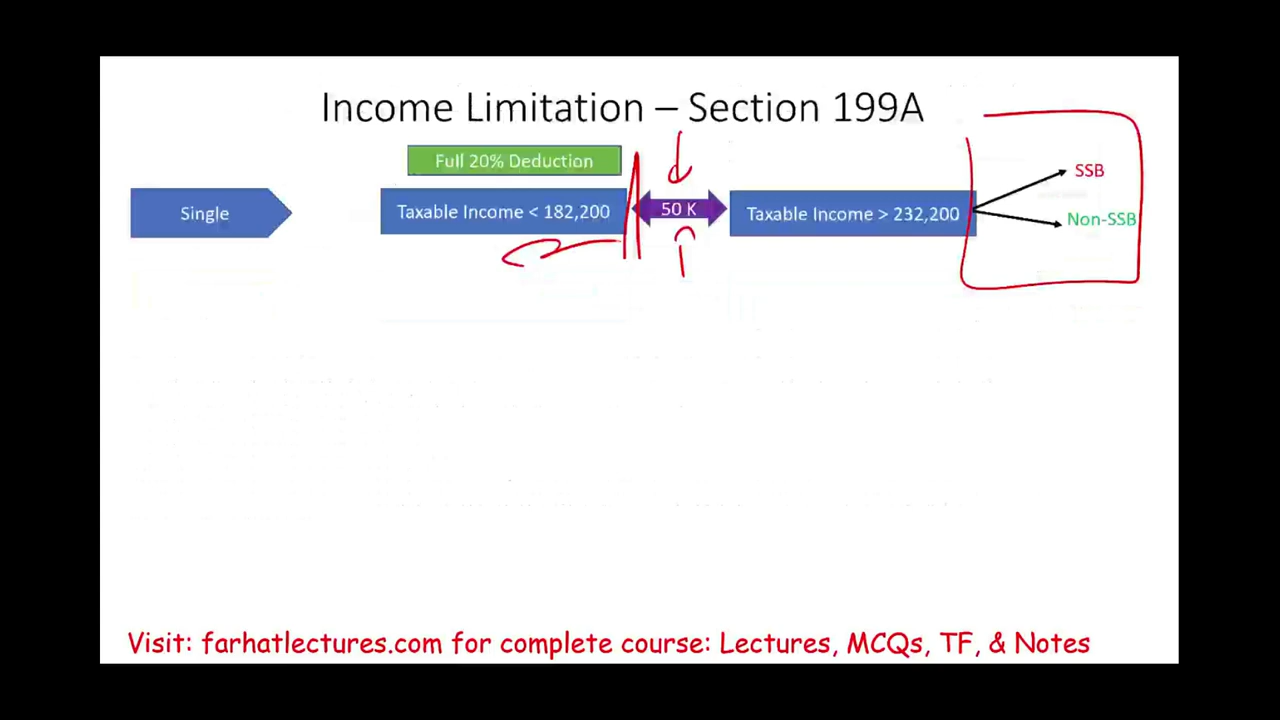 Income Limitation – Section 199A
Full 20% Deduction
Single
Taxable Income < 182,200
50 K
Taxable Income > 232,200
SSB
Non-SSB
Visit: farhatlectures.com for complete course: Lectures, MCQs, TF, & Notes